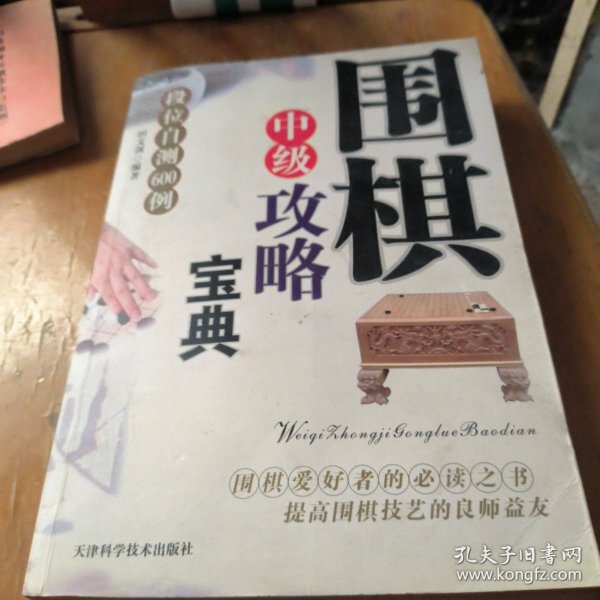 围棋
中级
攻略
宝典
段位自测600例
WeiqiZhongjiGonglueBaodian
围棋爱好者的必读之书
提高围棋技艺的良师益友
天津科学技术出版社
孔夫子旧书网
www.kongfz.com